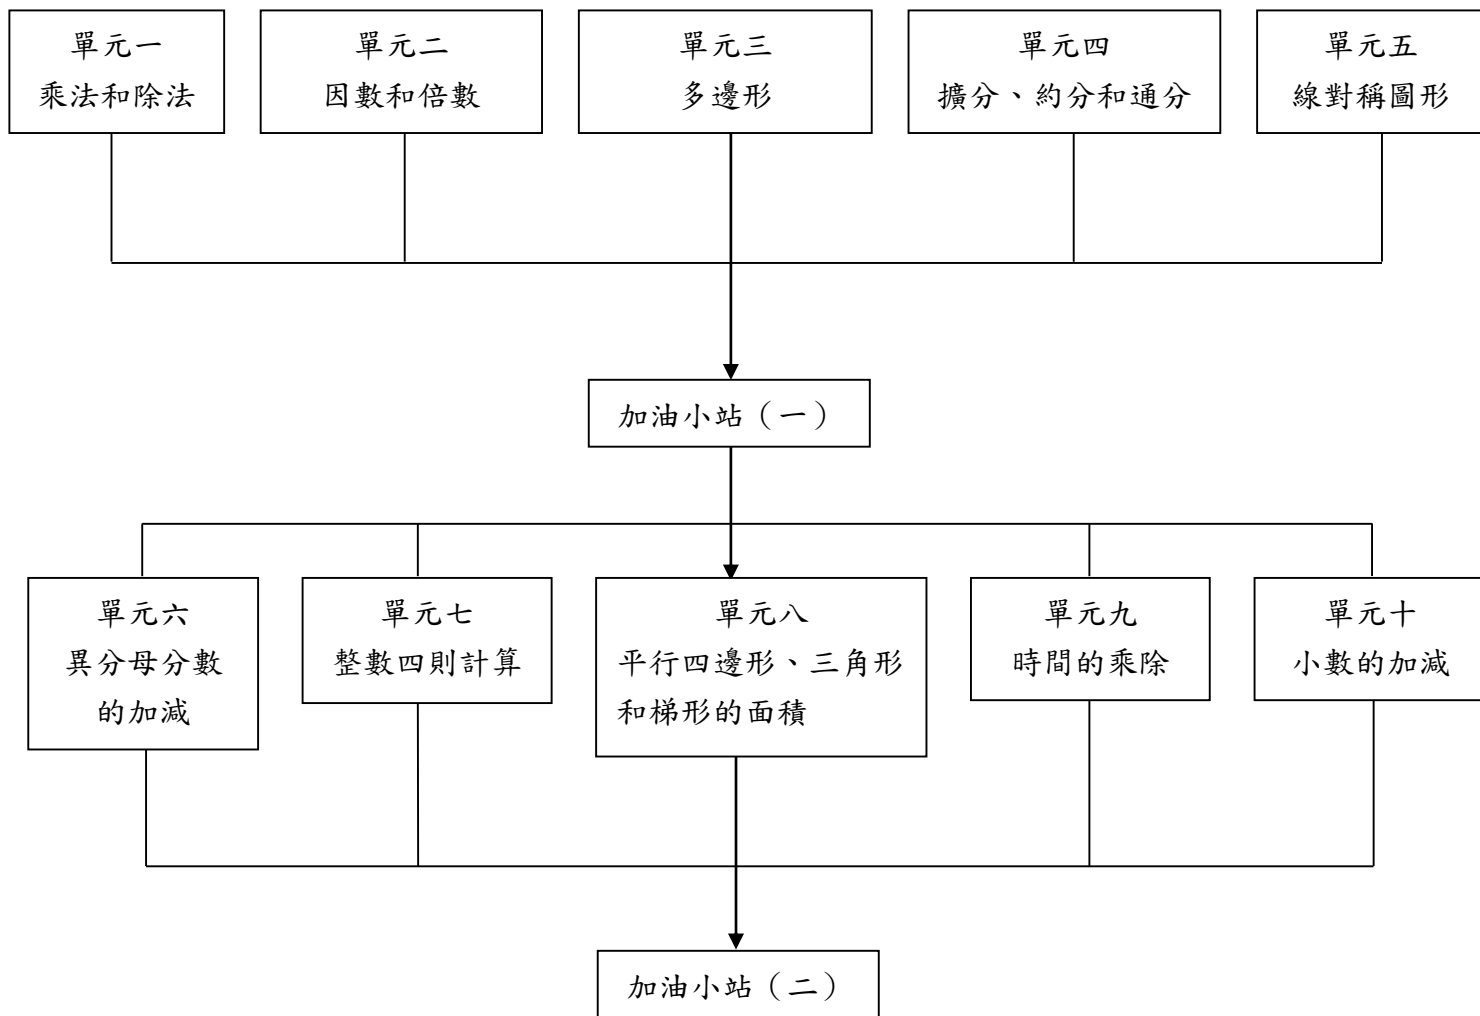 單元一
乘法和除法
單元二
因數和倍數
單元三
多邊形
單元四
擴分、約分和通分
單元五
線對稱圖形
加油小站（一）
單元六
異分母分數
的加減
單元七
整數四則計算
單元八
平行四邊形、三角形
和梯形的面積
單元九
時間的乘除
單元十
小數的加減
加油小站（二）